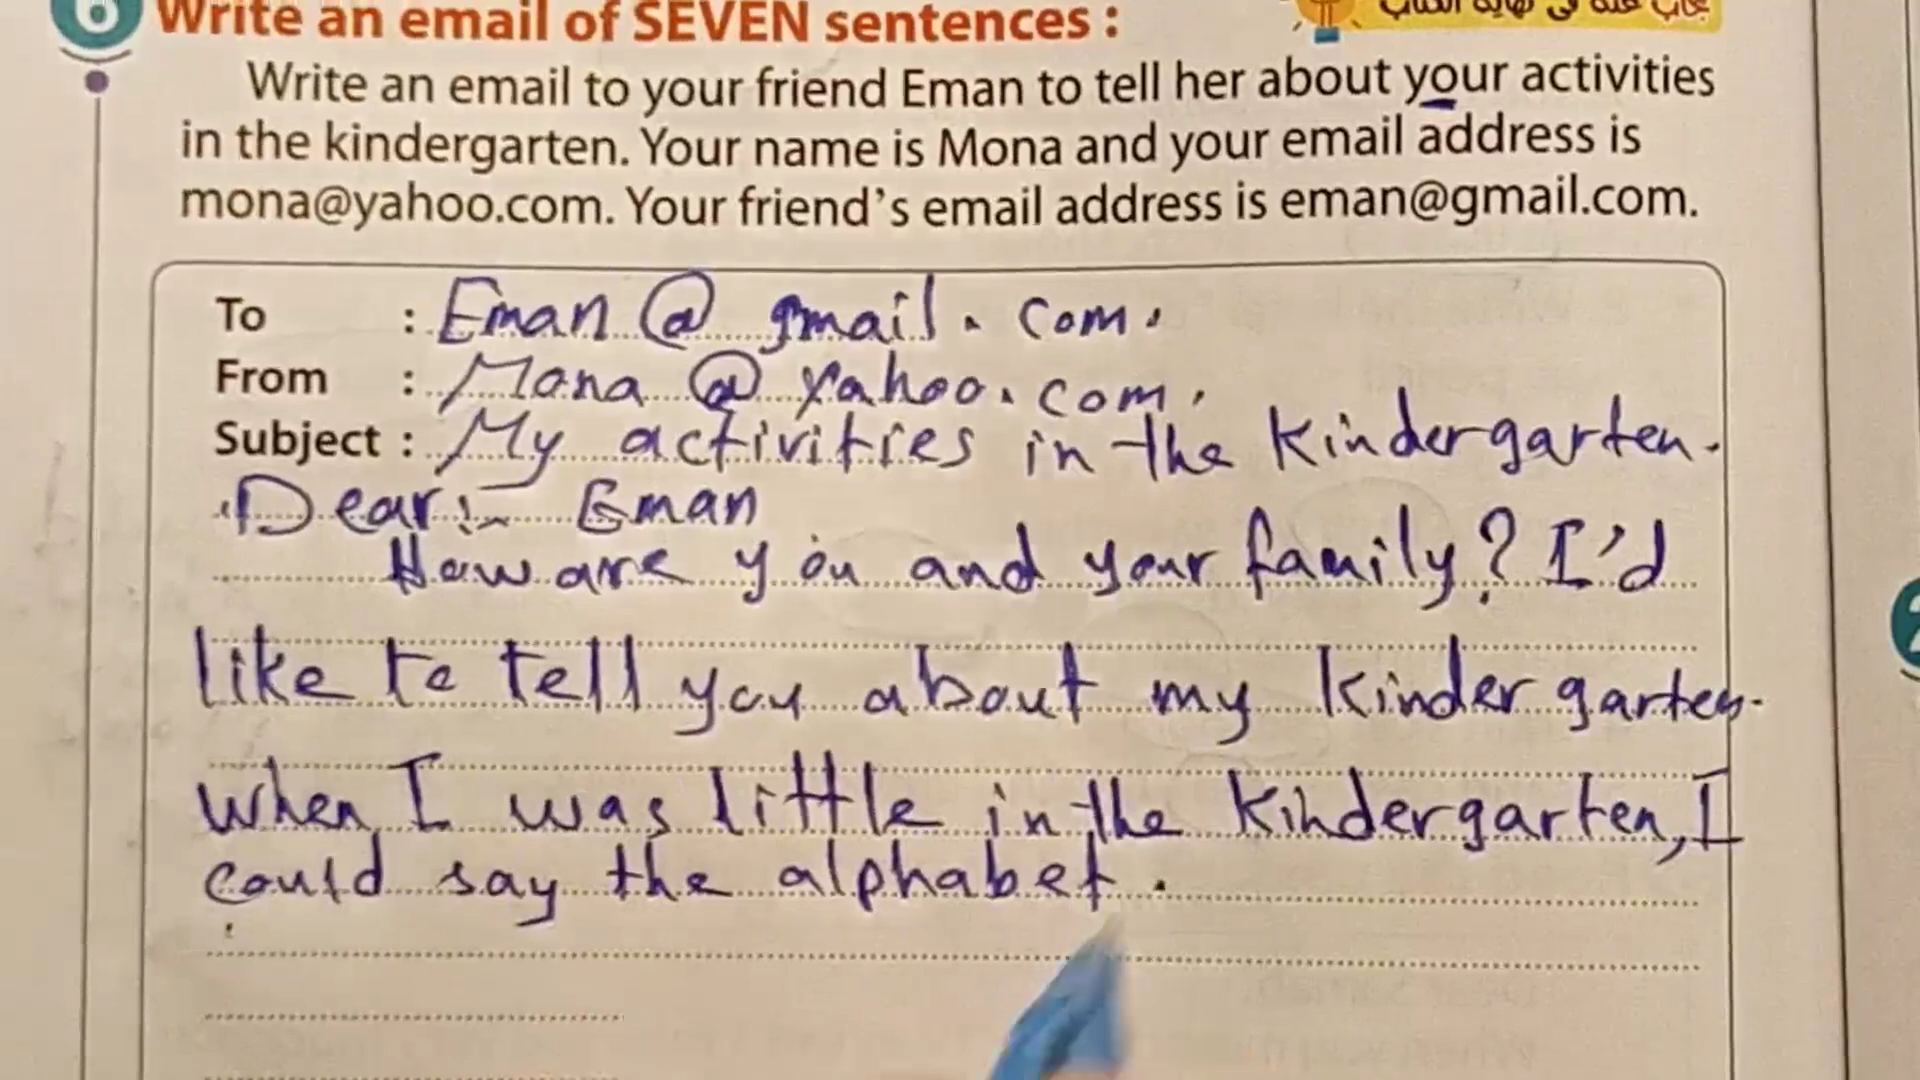 6 Write an email of SEVEN sentences :
Write an email to your friend Eman to tell her about your activities
in the kindergarten. Your name is Mona and your email address is
mona@yahoo.com. Your friend's email address is eman@gmail.com.
To : Eman @ gmail. com.
From : Mona @ yahoo. com.
Subject : My activities in the Kindergarten.
Dear:- Eman
How are you and your family? I'd
like to tell you about my kindergarten.
when I was little in the Kindergarten, I
could say the alphabet.